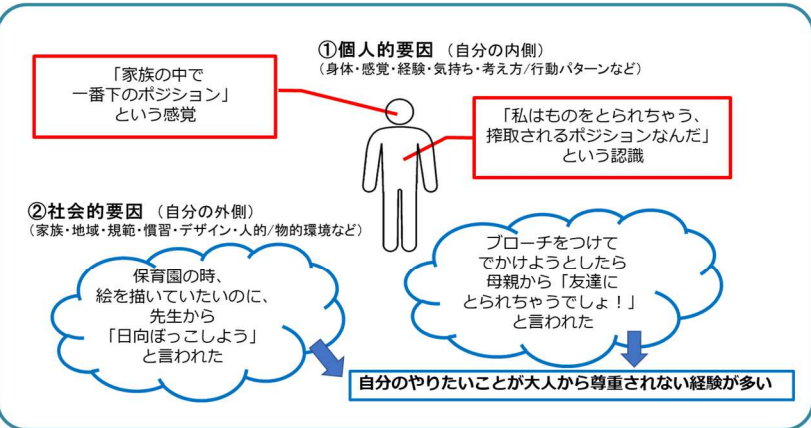 ①個人的要因 （自分の内側）
（身体・感覚・経験・気持ち・考え方/行動パターンなど）
「家族の中で
一番下のポジション」
という感覚
「私はものをとられちゃう、
搾取されるポジションなんだ」
という認識
②社会的要因 （自分の外側）
（家族・地域・規範・慣習・デザイン・人的/物的環境など）
保育園の時、
絵を描いていたいのに、
先生から
「日向ぼっこしよう」
と言われた
ブローチをつけて
でかけようとしたら
母親から「友達に
とられちゃうでしょ！」
と言われた
自分のやりたいことが大人から尊重されない経験が多い